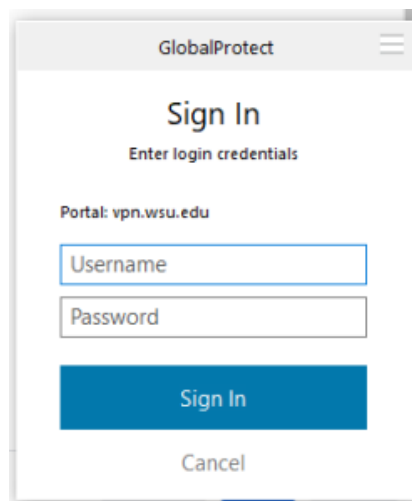 GlobalProtect
Sign In
Enter login credentials
Portal: vpn.wsu.edu
Username
Password
Sign In
Cancel